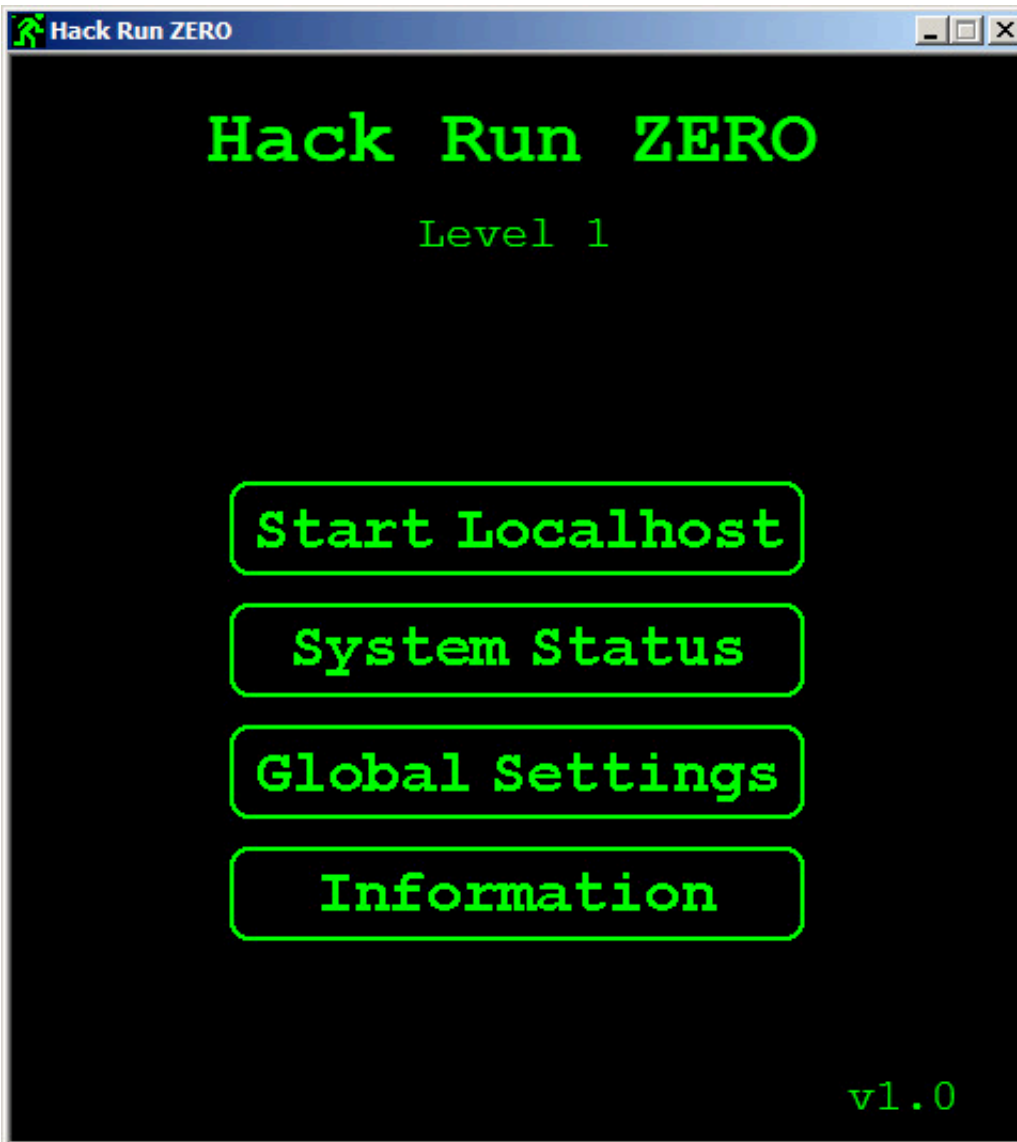 Hack Run ZERO
Hack Run ZERO
Level 1
Start Localhost
System Status
Global Settings
Information
v1.0